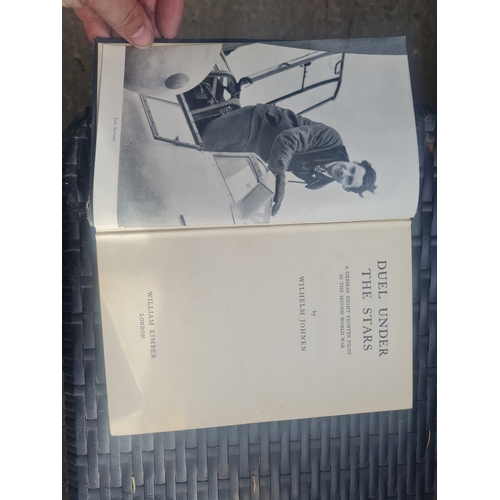 The Author
DUEL UNDER
THE STARS
A GERMAN NIGHT FIGHTER PILOT
IN THE SECOND WORLD WAR
by
WILHELM JOHNEN
WILLIAM KIMBER
LONDON